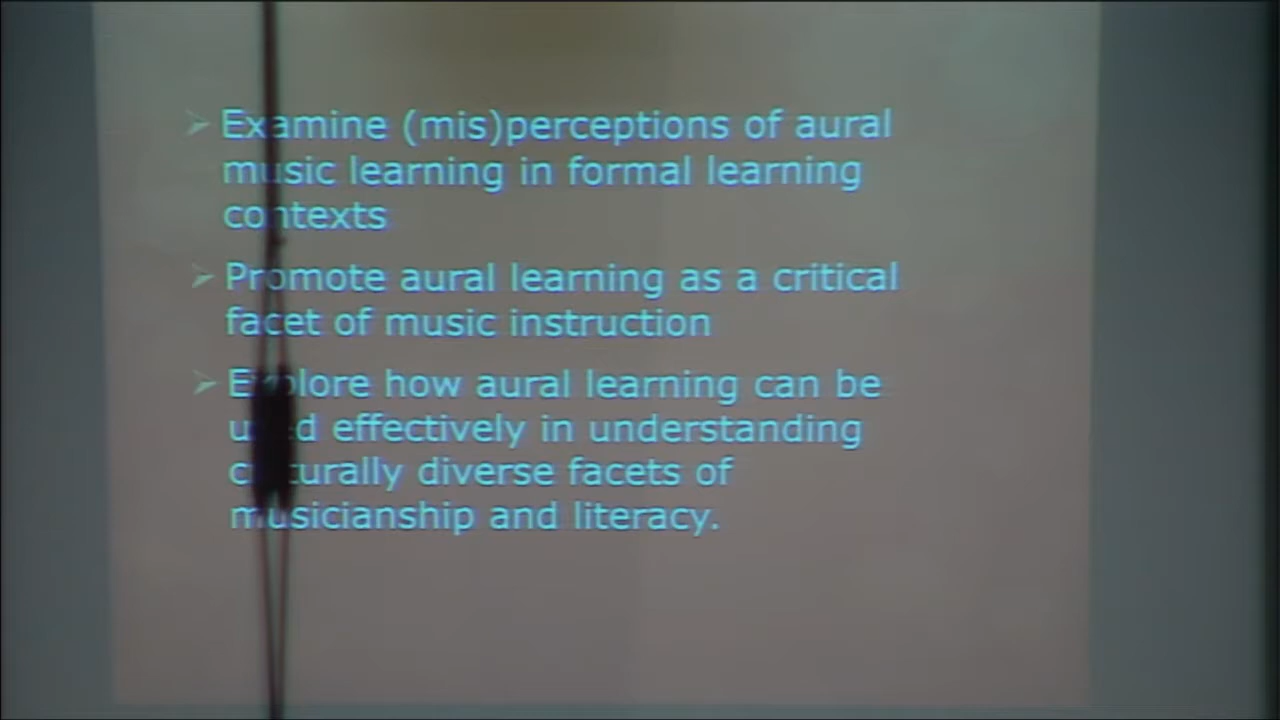 Examine (mis)perceptions of aural
music learning in formal learning
contexts
Promote aural learning as a critical
facet of music instruction
Explore how aural learning can be
used effectively in understanding
culturally diverse facets of
musicianship and literacy.